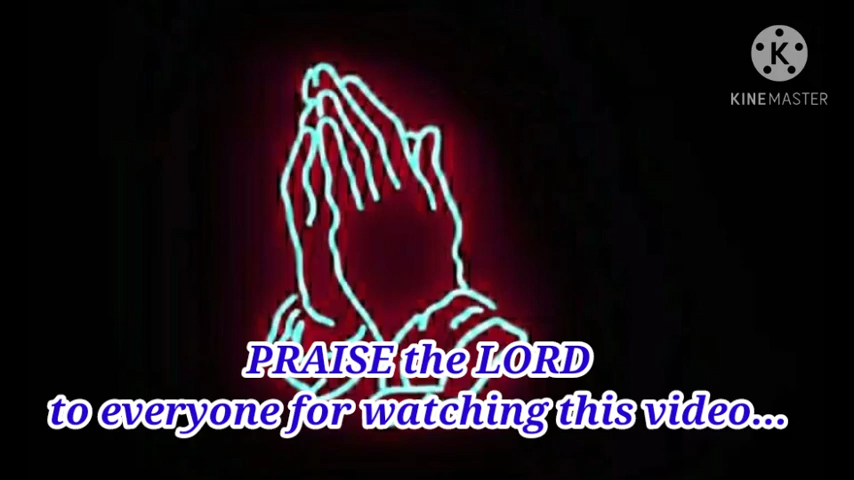 K
KINEMASTER
PRAISE the LORD
to everyone for watching this video...